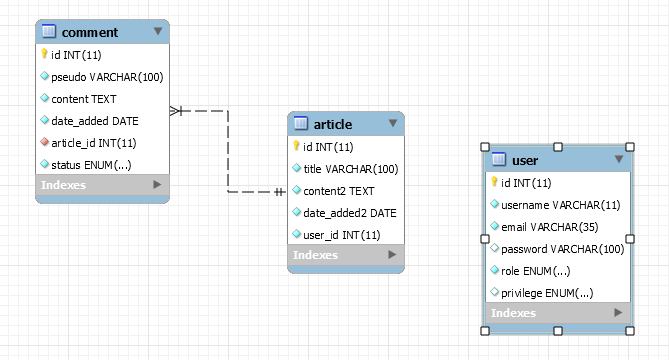 comment
id INT(11)
pseudo VARCHAR(100)
content TEXT
date_added DATE
article_id INT(11)
status ENUM(...)
Indexes
article
id INT(11)
title VARCHAR(100)
content2 TEXT
date_added2 DATE
user_id INT(11)
Indexes
user
id INT(11)
username VARCHAR(11)
email VARCHAR(35)
password VARCHAR(100)
role ENUM(...)
privilege ENUM(...)
Indexes